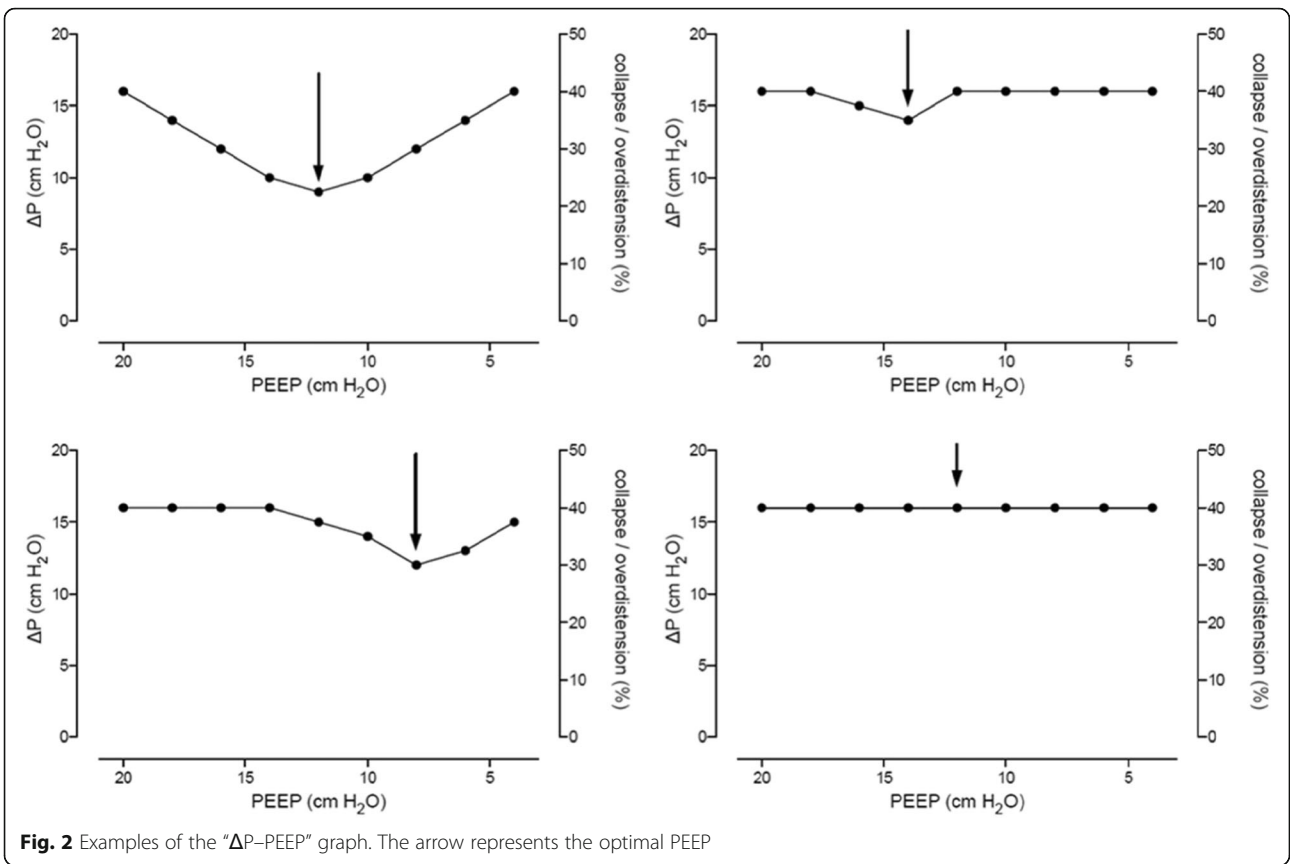 20
15
10
5
0
ΔP (cm H₂O)
50
40
30
20
10
0
collapse / overdistension (%)
20 15 10 5
PEEP (cm H₂O)
20
15
10
5
0
ΔP (cm H₂O)
50
40
30
20
10
0
collapse / overdistension (%)
20 15 10 5
PEEP (cm H₂O)
20
15
10
5
0
ΔP (cm H₂O)
50
40
30
20
10
0
collapse / overdistension (%)
20 15 10 5
PEEP (cm H₂O)
20
15
10
5
0
ΔP (cm H₂O)
50
40
30
20
10
0
collapse / overdistension (%)
20 15 10 5
PEEP (cm H₂O)
Fig. 2 Examples of the “ΔP–PEEP” graph. The arrow represents the optimal PEEP